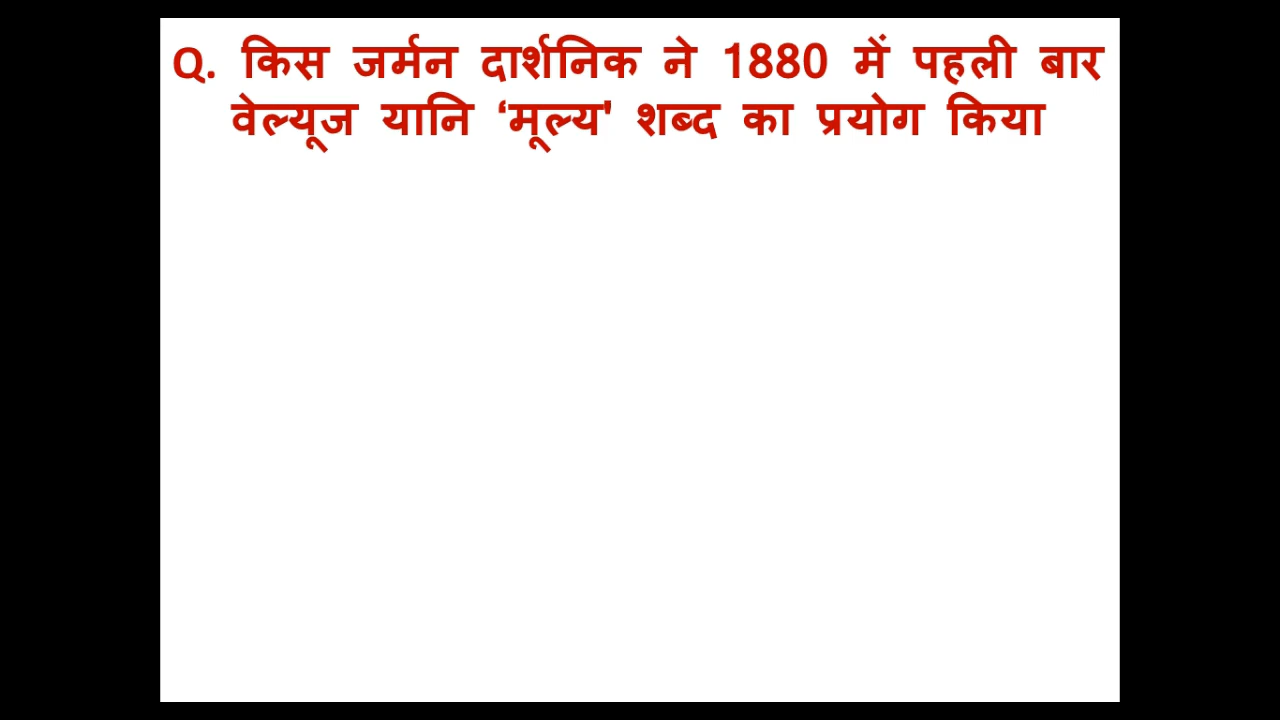 Q. किस जर्मन दार्शनिक ने 1880 में पहली बार
वेल्यूज यानि ‘मूल्य' शब्द का प्रयोग किया